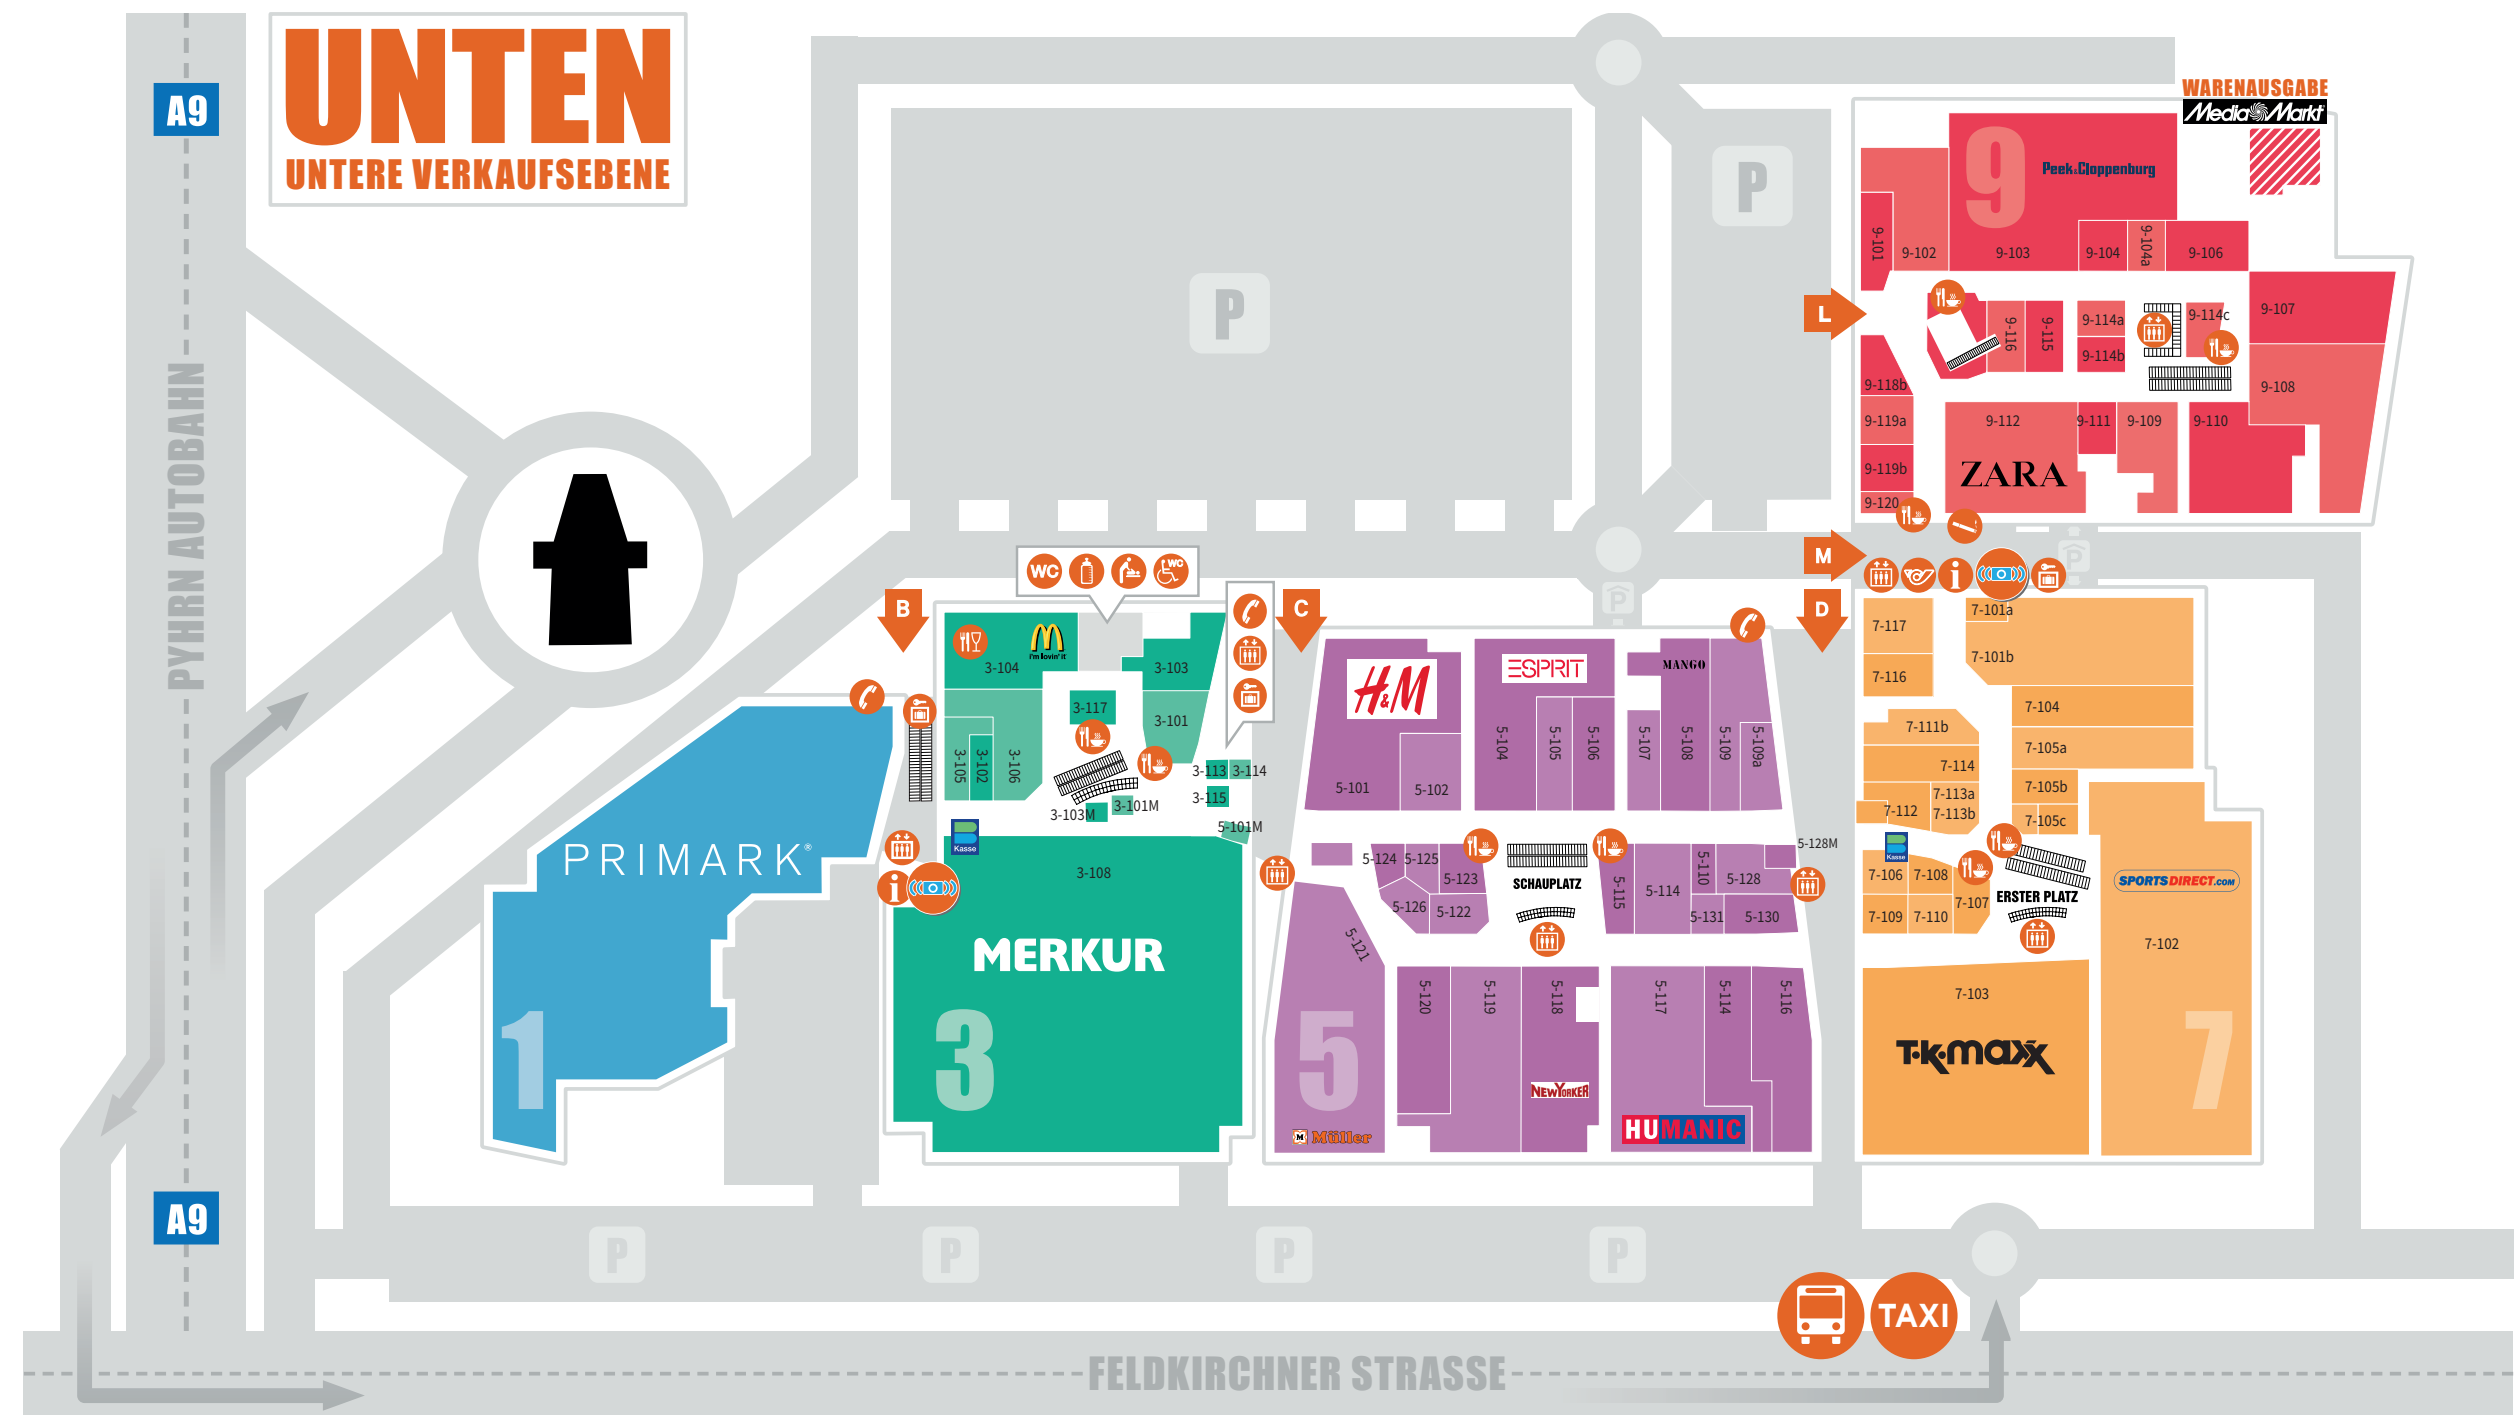 UNTEN
UNTERE VERKAUFSEBENE
A9
PYHRN AUTOBAHN
A9
P
P
WARENAUSGABE
Media Markt
9
Peek&Cloppenburg
9-101
9-102
9-103
9-104
9-104a
9-106
9-107
9-108
L
9-116
9-115
9-114a
9-114b
9-114c
9-118b
9-119a
9-119b
9-120
9-112
ZARA
9-111
9-109
9-110
M
P
P
WC
WC
B
C
D
i
1
PRIMARK®
i
3-104
i'm lovin' it
3-103
3-101
3-117
3-105
3-102
3-106
3-113
3-114
3-115
3-101M
3-103M
5-101M
Kasse
3-108
MERKUR
3
H&M
5-101
5-102
ESPRIT
5-104
5-105
5-106
5-107
MANGO
5-108
5-109
5-109a
5-124
5-125
5-123
5-126
5-122
SCHAUPLATZ
5-115
5-114
5-110
5-128
5-128M
5-131
5-130
5-121
5
M Müller
5-120
5-119
5-118
NEWYORKER
5-117
5-114
5-116
HUMANIC
7-117
7-116
7-101a
7-101b
7-104
7-105a
7-105b
7-105c
7-111b
7-114
7-113a
7-113b
7-112
Kasse
7-106
7-108
7-107
7-109
7-110
ERSTER PLATZ
SPORTSDIRECT.COM
7-102
7-103
T·K·maxx
7
P
P
P
P
TAXI
FELDKIRCHNER STRASSE